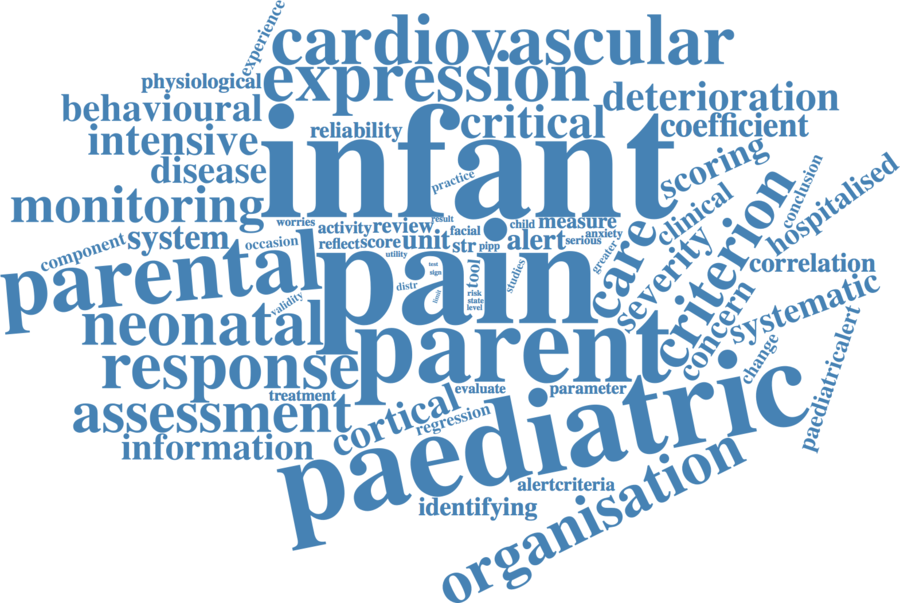 experience
cardiovascular
physiological
expression
behavioural
deterioration
infant
reliability
critical
coefficient
intensive
disease
scoring
practice
monitoring
worries
activity
review
result
facial
child
measure
clinical
conclusion
hospitalised
component
system
occasion
reflect
score
unit
str
pipp
alert
serious
anxiety
utility
greater
care
severity
criterion
parental
pain
text
sign
tool
studies
distr
limit
risk
state
level
correlation
validity
neonatal
parent
concern
systematic
response
change
paediatricalert
treatment
evaluate
parameter
assessment
cortical
regression
paediatric
information
alertcriteria
identifying
organisation